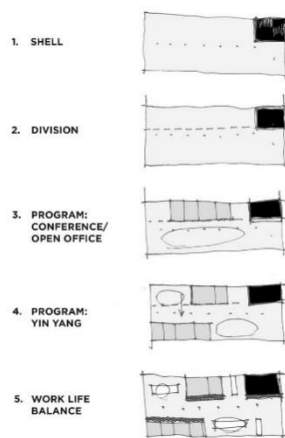 1. SHELL
2. DIVISION
3. PROGRAM:
CONFERENCE/
OPEN OFFICE
4. PROGRAM:
YIN YANG
5. WORK LIFE
BALANCE